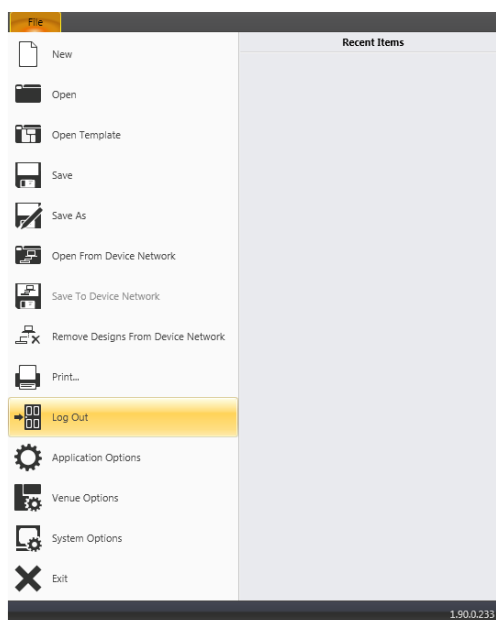 File
Recent Items
New
Open
Open Template
Save
Save As
Open From Device Network
Save To Device Network
Remove Designs From Device Network
Print...
Log Out
Application Options
Venue Options
System Options
Exit
1.90.0.233